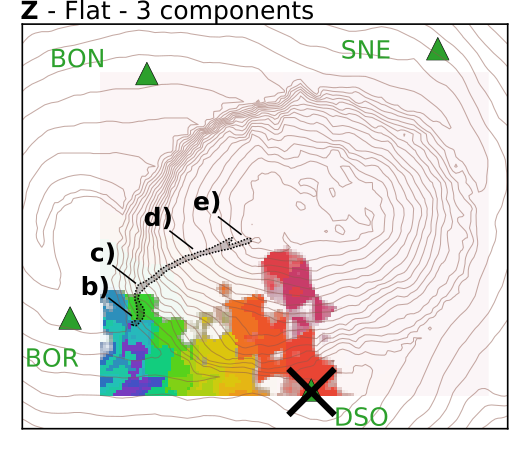 Z - Flat - 3 components
BON
SNE
e)
d)
c)
b)
BOR
DSO